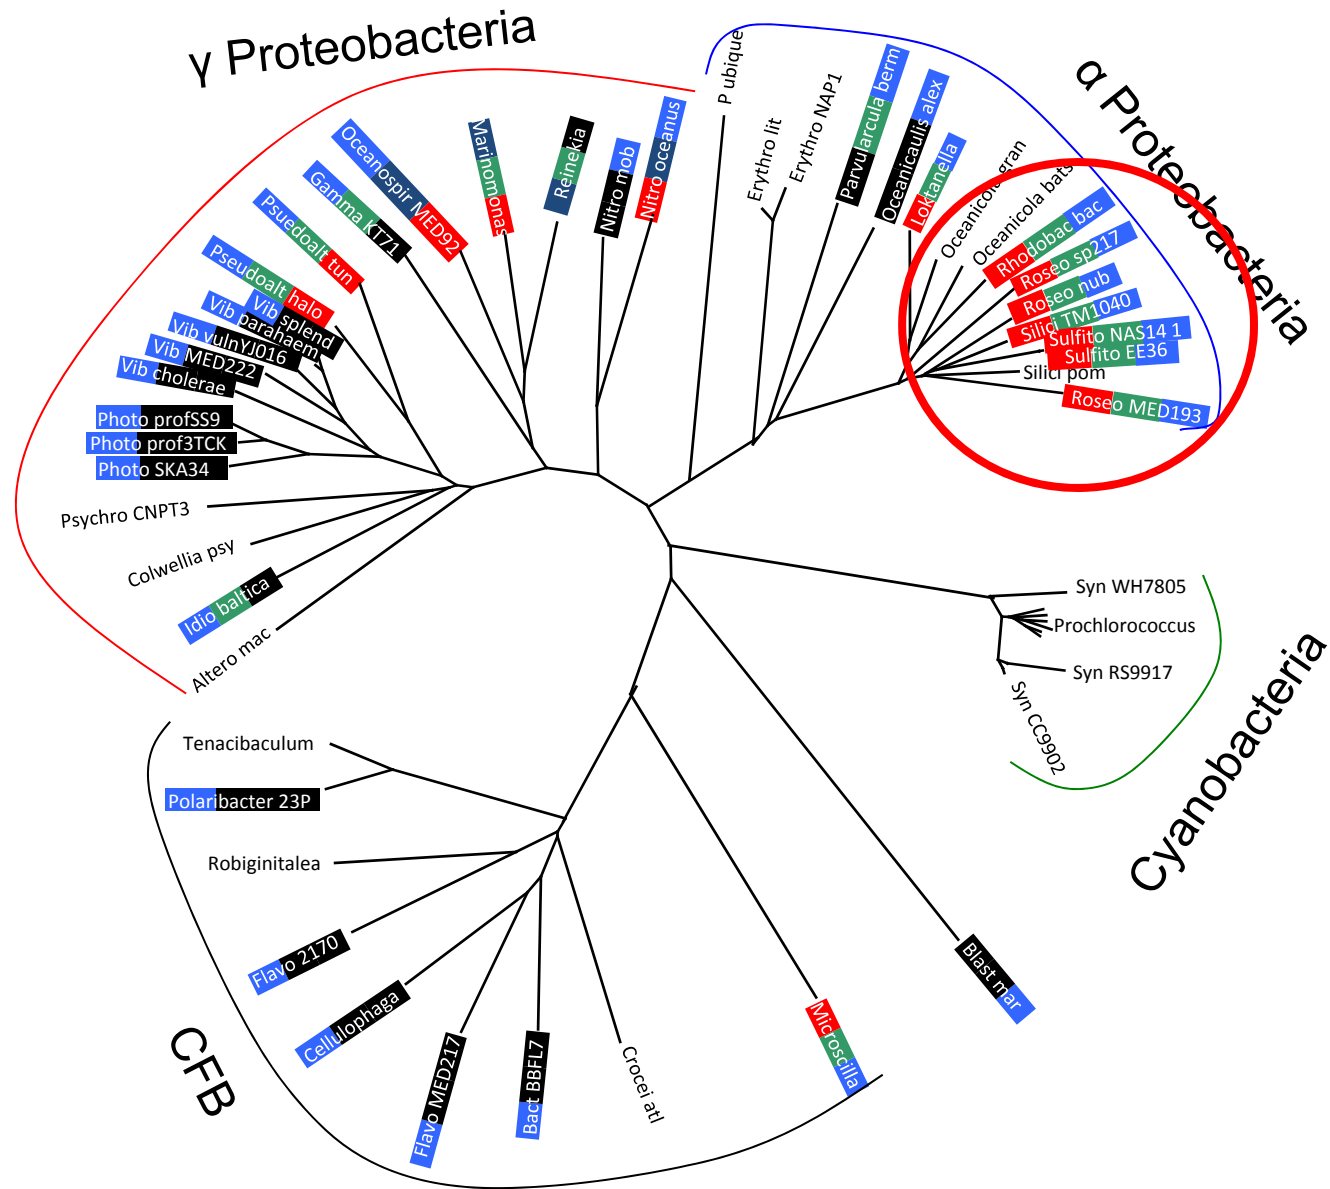 γ Proteobacteria
α Proteobacteria
P ubique
Erythro lit
Erythro NAP1
Parvularcula berm
Oceanicaulis alex
Loktanella
Oceanicola gran
Oceanicola bats
Rhodobac bac
Roseo sp217
Roseo nub
Silici TM1040
Sulfito NAS14 1
Sulfito EE36
Silici pom
Roseo MED193
Nitro oceanus
Nitro mob
Reinekia
Marinomonas
Oceanospir MED92
Gamma KT71
Psuedoalt tun
Pseudoalt halo
Vib splend
Vib parahaem
Vib vulnYJ016
Vib MED222
Vib cholerae
Photo profSS9
Photo prof3TCK
Photo SKA34
Psychro CNPT3
Colwellia psy
Idio baltica
Altero mac
Syn WH7805
Prochlorococcus
Syn RS9917
Syn CC9902
Cyanobacteria
Tenacibaculum
Polaribacter 23P
Robiginitalea
Flavo 2170
Cellulophaga
Flavo MED217
Bact BBFL7
Crocei atl
Microscilla
Blast mar
CFB